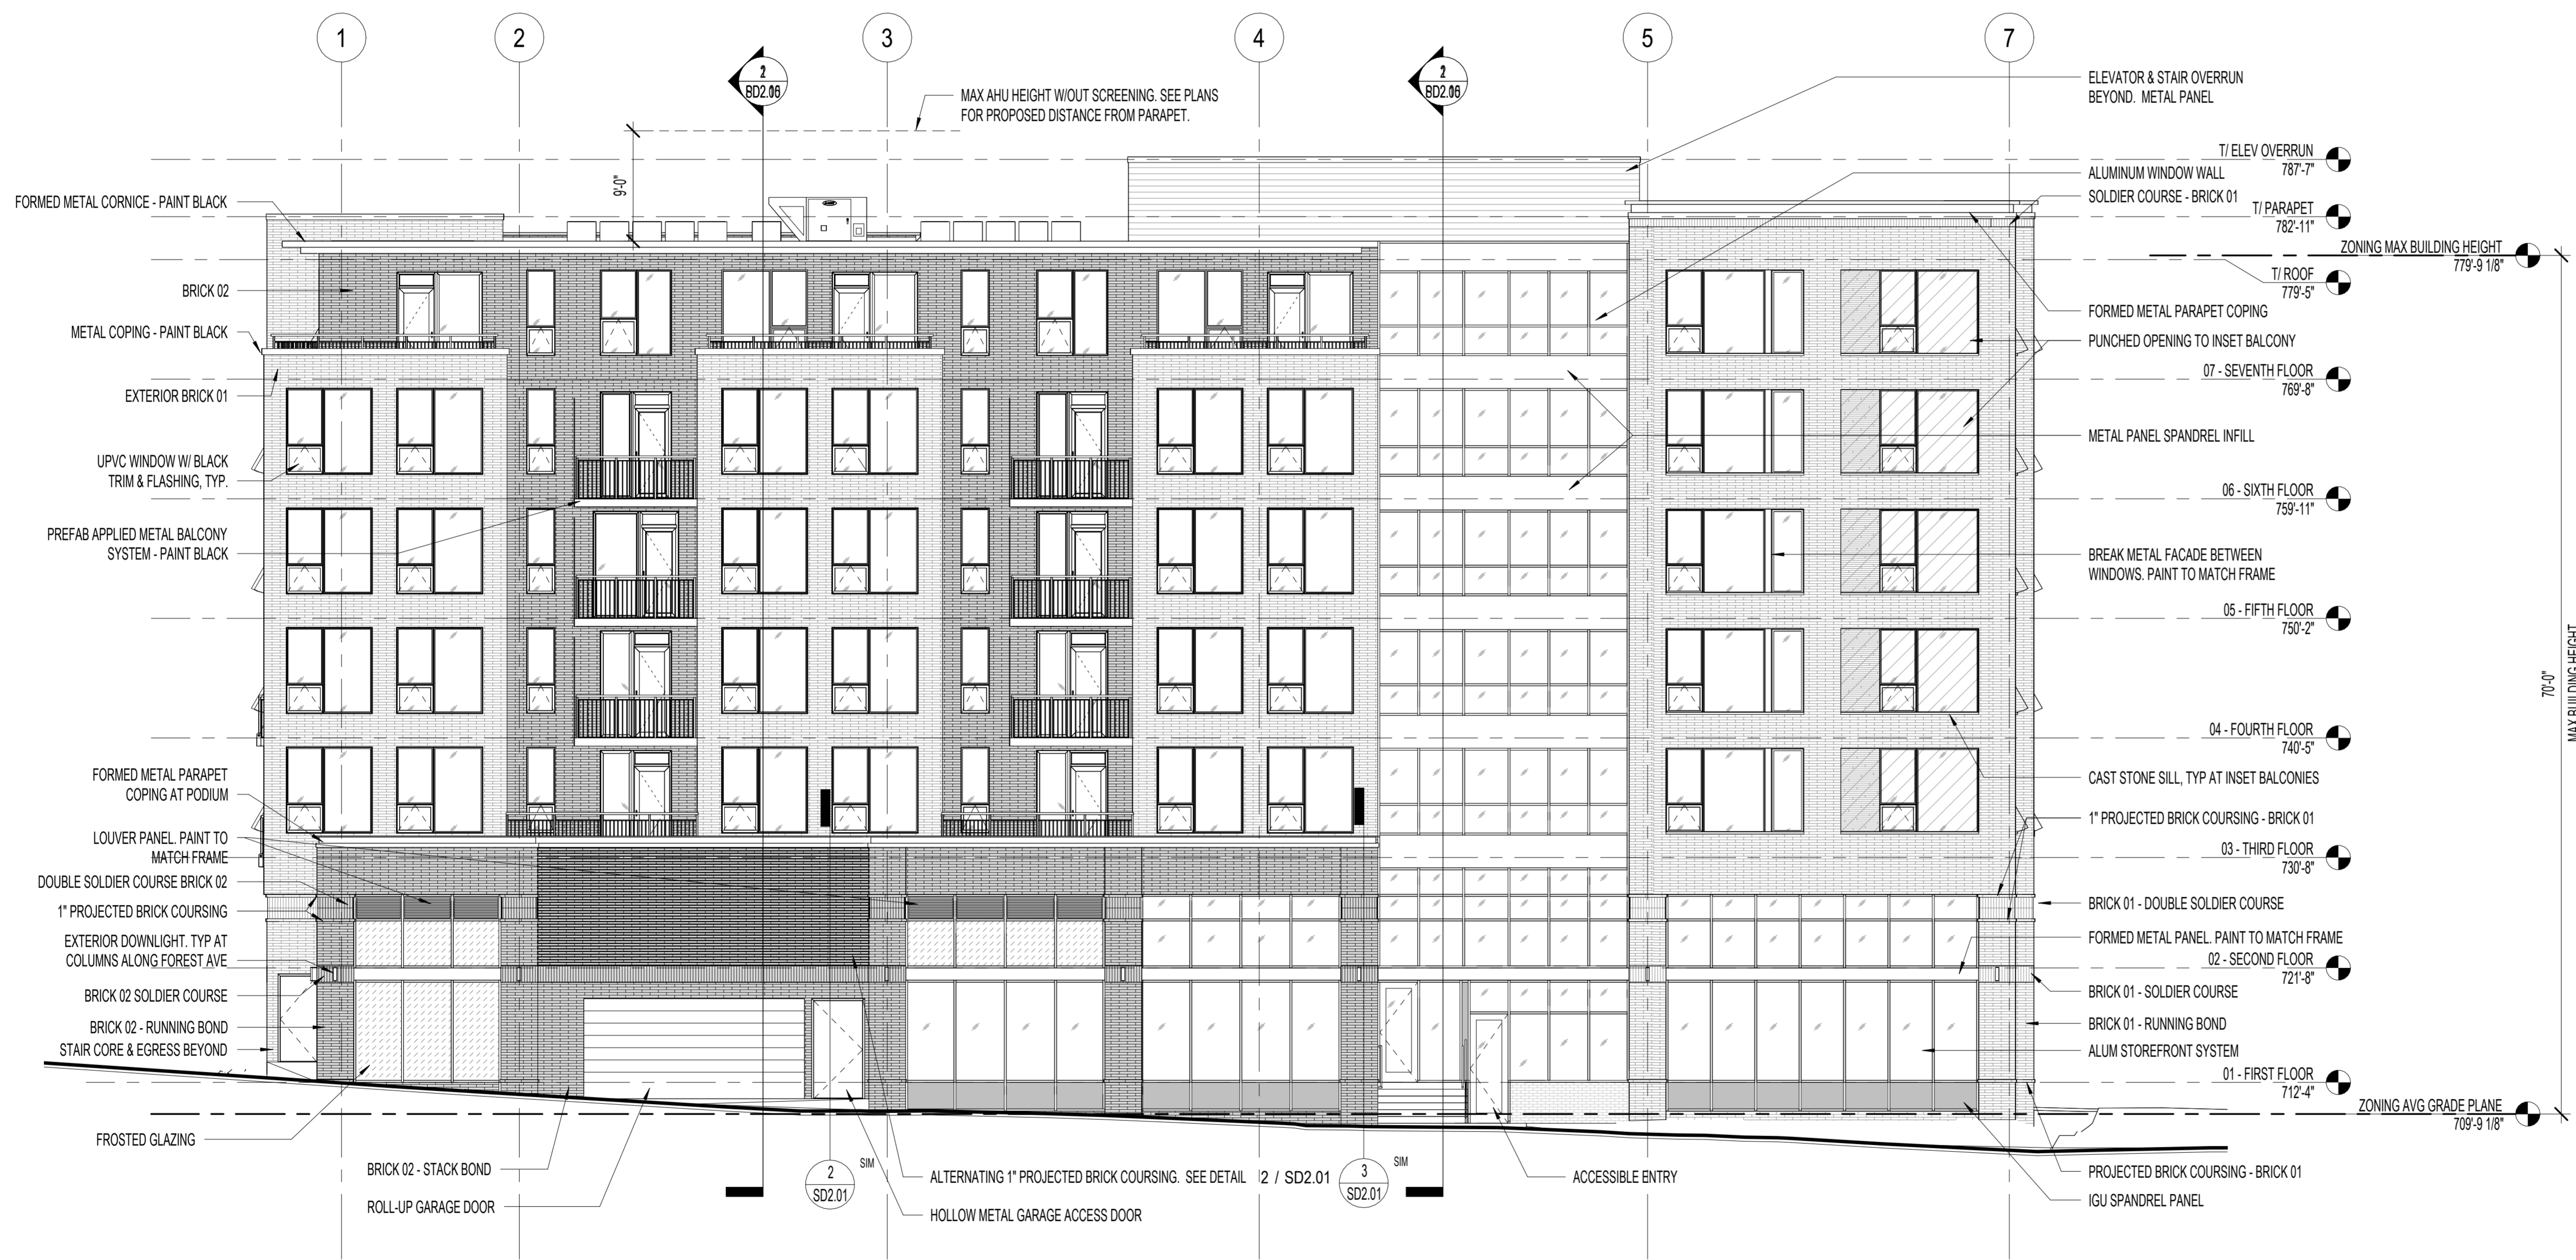 1
2
3
4
5
7
2
2
MAX AHU HEIGHT W/OUT SCREENING. SEE PLANS
FOR PROPOSED DISTANCE FROM PARAPET.
9'-0"
FORMED METAL CORNICE - PAINT BLACK
BRICK 02
METAL COPING - PAINT BLACK
EXTERIOR BRICK 01
UPVC WINDOW W/ BLACK
TRIM & FLASHING, TYP.
PREFAB APPLIED METAL BALCONY
SYSTEM - PAINT BLACK
FORMED METAL PARAPET
COPING AT PODIUM
LOUVER PANEL. PAINT TO
MATCH FRAME
DOUBLE SOLDIER COURSE BRICK 02
1" PROJECTED BRICK COURSING
EXTERIOR DOWNLIGHT. TYP AT
COLUMNS ALONG FOREST AVE
BRICK 02 SOLDIER COURSE
BRICK 02 - RUNNING BOND
STAIR CORE & EGRESS BEYOND
FROSTED GLAZING
BRICK 02 - STACK BOND
ROLL-UP GARAGE DOOR
2
SD2.01
SIM
ALTERNATING 1" PROJECTED BRICK COURSING. SEE DETAIL 2 / SD2.01
HOLLOW METAL GARAGE ACCESS DOOR
3
SD2.01
SIM
ACCESSIBLE ENTRY
ELEVATOR & STAIR OVERRUN
BEYOND. METAL PANEL
T/ ELEV OVERRUN
787'-7"
ALUMINUM WINDOW WALL
SOLDIER COURSE - BRICK 01
T/ PARAPET
782'-11"
ZONING MAX BUILDING HEIGHT
779'-9 1/8"
T/ ROOF
779'-5"
FORMED METAL PARAPET COPING
PUNCHED OPENING TO INSET BALCONY
07 - SEVENTH FLOOR
769'-8"
METAL PANEL SPANDREL INFILL
06 - SIXTH FLOOR
759'-11"
BREAK METAL FACADE BETWEEN
WINDOWS. PAINT TO MATCH FRAME
05 - FIFTH FLOOR
750'-2"
70'-0"
MAX BUILDING HEIGHT
04 - FOURTH FLOOR
740'-5"
CAST STONE SILL, TYP AT INSET BALCONIES
1" PROJECTED BRICK COURSING - BRICK 01
03 - THIRD FLOOR
730'-8"
BRICK 01 - DOUBLE SOLDIER COURSE
FORMED METAL PANEL. PAINT TO MATCH FRAME
02 - SECOND FLOOR
721'-8"
BRICK 01 - SOLDIER COURSE
BRICK 01 - RUNNING BOND
ALUM STOREFRONT SYSTEM
01 - FIRST FLOOR
712'-4"
ZONING AVG GRADE PLANE
709'-9 1/8"
PROJECTED BRICK COURSING - BRICK 01
IGU SPANDREL PANEL